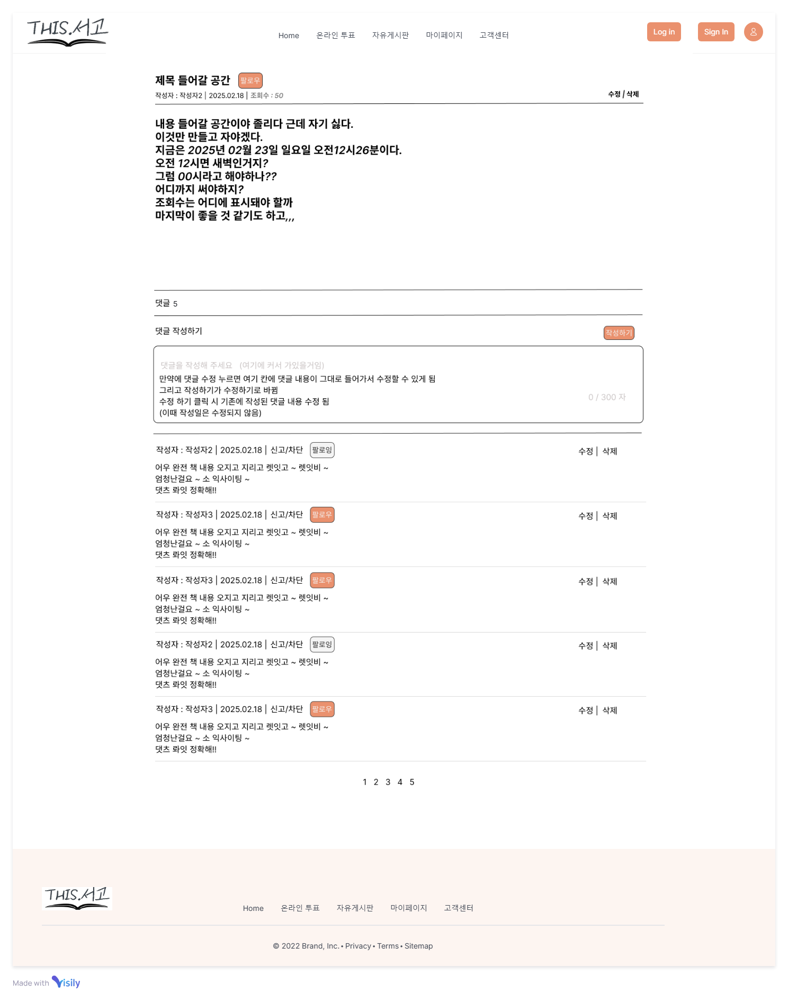 THIS.서고
Home 온라인 투표 자유게시판 마이페이지 고객센터
Log in Sign In
제목 들어갈 공간 팔로우
작성자 : 작성자2 | 2025.02.18 | 조회수 : 50
수정 / 삭제
내용 들어갈 공간이야 졸리다 근데 자기 싫다.
이것만 만들고 자야겠다.
지금은 2025년 02월 23일 일요일 오전12시26분이다.
오전 12시면 새벽인거지?
그럼 00시라고 해야하나??
어디까지 써야하지?
조회수는 어디에 표시돼야 할까
마지막이 좋을 것 같기도 하고,,,
댓글 5
댓글 작성하기 작성하기
댓글을 작성해 주세요 (여기에 커서 가있을거임)
만약에 댓글 수정 누르면 여기 칸에 댓글 내용이 그대로 들어가서 수정할 수 있게 됨
그리고 작성하기가 수정하기로 바뀜
수정 하기 클릭 시 기존에 작성된 댓글 내용 수정 됨
(이때 작성일은 수정되지 않음)
0 / 300 자
작성자 : 작성자2 | 2025.02.18 | 신고/차단 팔로잉 수정 | 삭제
어우 완전 책 내용 오지고 지리고 렛잇고 ~ 렛잇비 ~
엄청난걸요 ~ 소 익사이팅 ~
댓츠 롸잇 정확해!!
작성자 : 작성자3 | 2025.02.18 | 신고/차단 팔로우 수정 | 삭제
어우 완전 책 내용 오지고 지리고 렛잇고 ~ 렛잇비 ~
엄청난걸요 ~ 소 익사이팅 ~
댓츠 롸잇 정확해!!
작성자 : 작성자3 | 2025.02.18 | 신고/차단 팔로우 수정 | 삭제
어우 완전 책 내용 오지고 지리고 렛잇고 ~ 렛잇비 ~
엄청난걸요 ~ 소 익사이팅 ~
댓츠 롸잇 정확해!!
작성자 : 작성자2 | 2025.02.18 | 신고/차단 팔로잉 수정 | 삭제
어우 완전 책 내용 오지고 지리고 렛잇고 ~ 렛잇비 ~
엄청난걸요 ~ 소 익사이팅 ~
댓츠 롸잇 정확해!!
작성자 : 작성자3 | 2025.02.18 | 신고/차단 팔로우 수정 | 삭제
어우 완전 책 내용 오지고 지리고 렛잇고 ~ 렛잇비 ~
엄청난걸요 ~ 소 익사이팅 ~
댓츠 롸잇 정확해!!
1 2 3 4 5
THIS.서고
Home 온라인 투표 자유게시판 마이페이지 고객센터
© 2022 Brand, Inc. • Privacy • Terms • Sitemap
Made with Visily